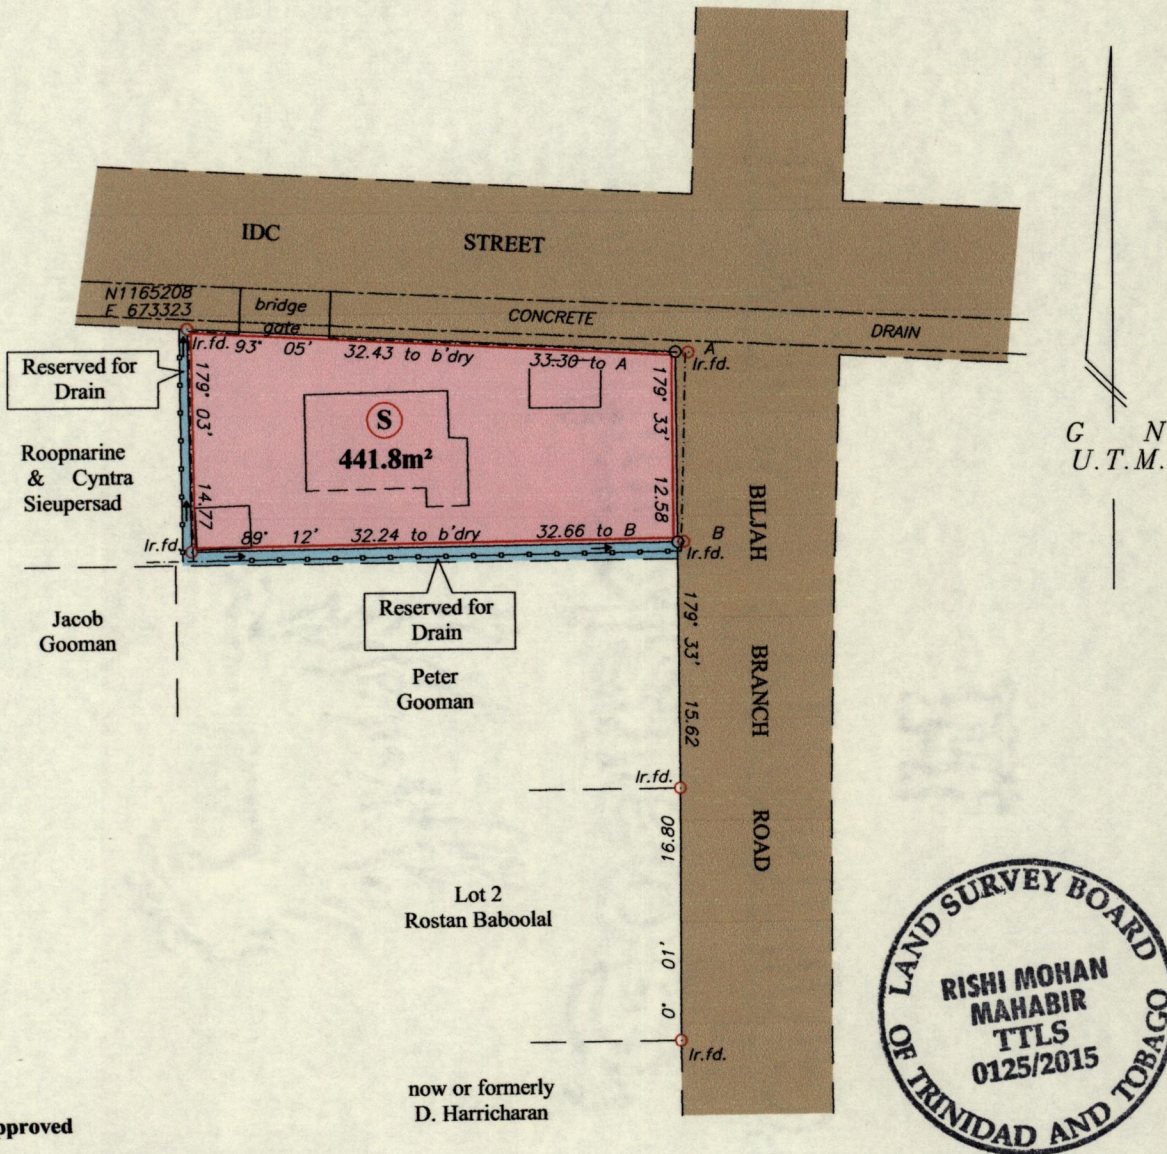 IDC STREET
N1165208
E 673323
bridge
gate
CONCRETE DRAIN
Reserved for
Drain
Ir.fd. 93° 05' 32.43 to b'dry 33.30 to A
A
Ir.fd.
179° 03' 14.77
179° 33' 12.58
S
441.8m²
Roopnarine
& Cyntra
Sieupersad
G N
U.T.M.
Ir.fd.
89° 12' 32.24 to b'dry 32.66 to B
B
Ir.fd.
BILJAH BRANCH ROAD
Jacob
Gooman
Reserved for
Drain
Peter
Gooman
179° 33' 15.62
Ir.fd.
0° 01' 16.80
Lot 2
Rostan Baboolal
Ir.fd.
now or formerly
D. Harricharan
LAND SURVEY BOARD
RISHI MOHAN
MAHABIR
TTLS
0125/2015
OF TRINIDAD AND TOBAGO